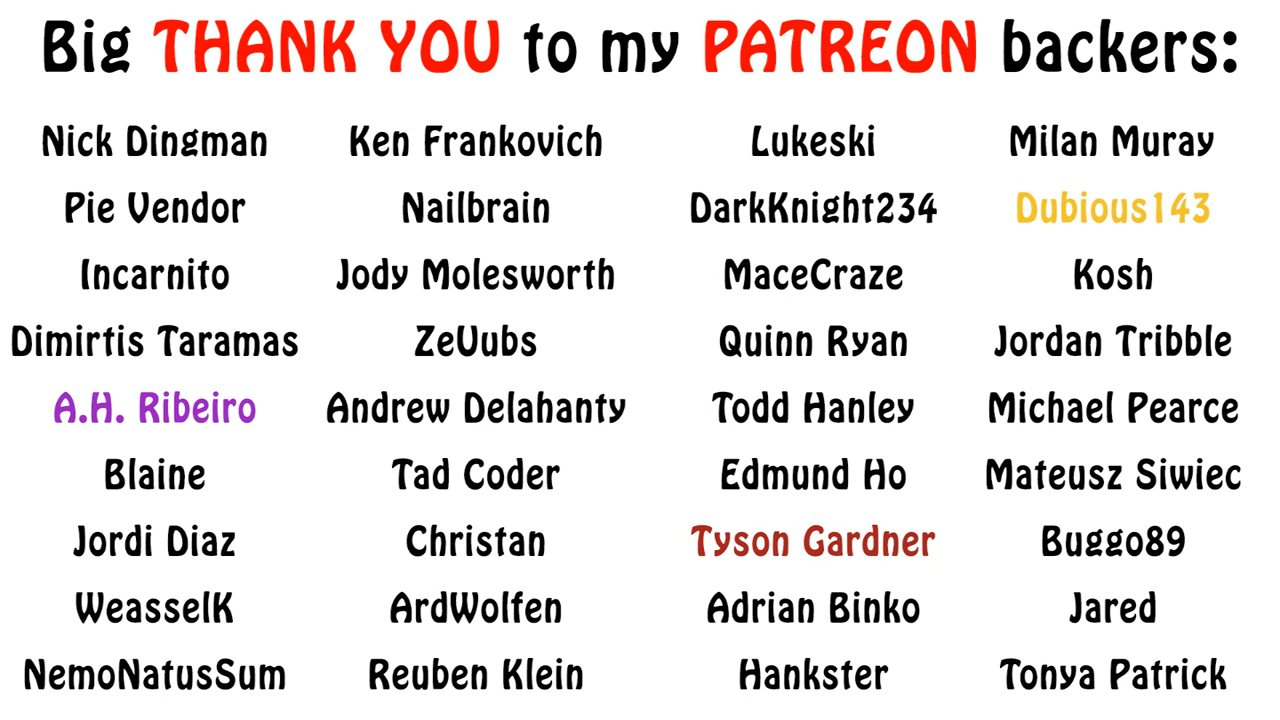 Big THANK YOU to my PATREON backers:
Nick Dingman Ken Frankovich Lukeski Milan Muray
Pie Vendor Nailbrain DarkKnight234 Dubious143
Incarnito Jody Molesworth MaceCraze Kosh
Dimirtis Taramas ZeVubs Quinn Ryan Jordan Tribble
A.H. Ribeiro Andrew Delahanty Todd Hanley Michael Pearce
Blaine Tad Coder Edmund Ho Mateusz Siwiec
Jordi Diaz Christan Tyson Gardner Buggo89
WeasselK ArdWolfen Adrian Binko Jared
NemoNatusSum Reuben Klein Hankster Tonya Patrick